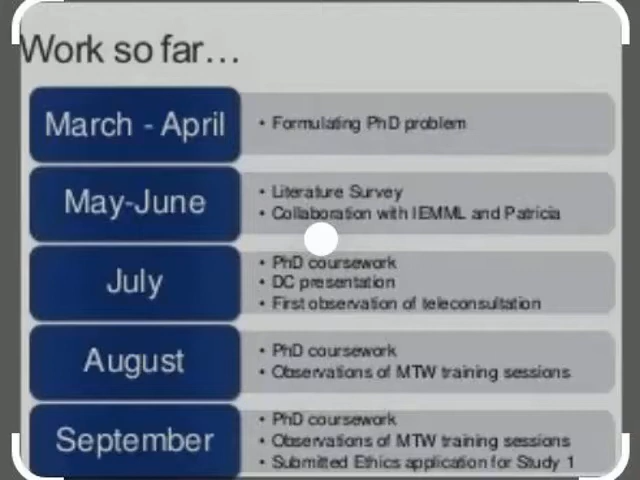 Work so far...
March - April
• Formulating PhD problem
May-June
• Literature Survey
• Collaboration with IEMML and Patricia
July
• PhD coursework
• DC presentation
• First observation of teleconsultation
August
• PhD coursework
• Observations of MTW training sessions
September
• PhD coursework
• Observations of MTW training sessions
• Submitted Ethics application for Study 1